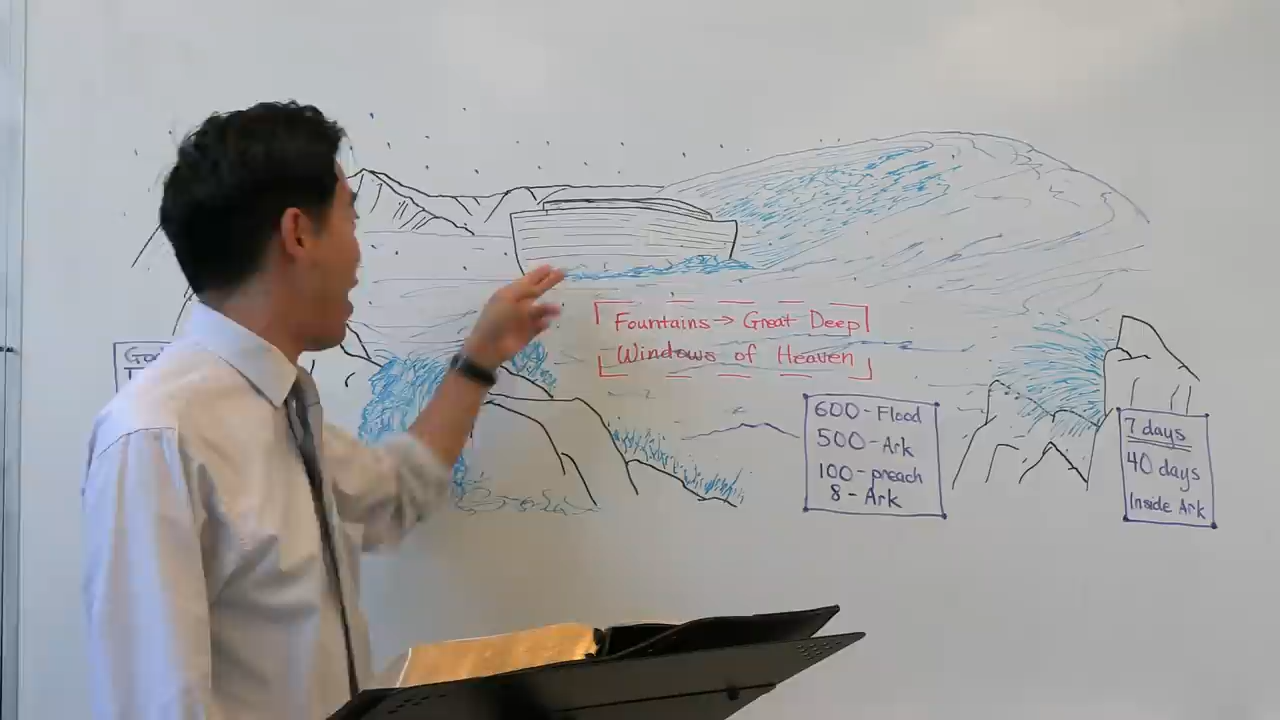 Fountains → Great Deep
Windows of Heaven
600 - Flood
500 - Ark
100 - preach
8 - Ark
7 days
40 days
Inside Ark